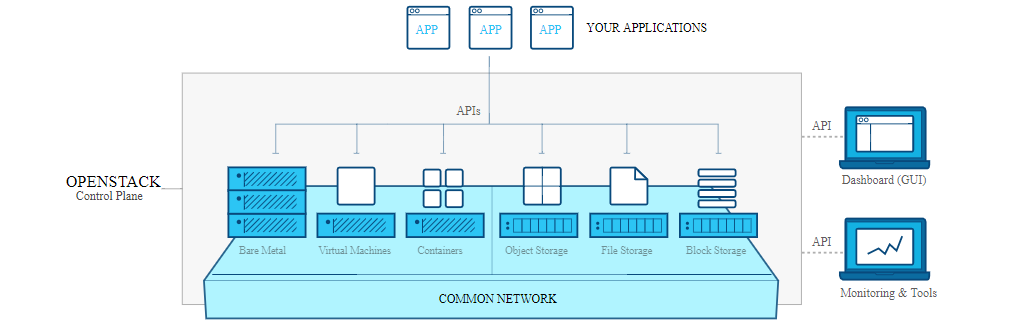 APP APP APP YOUR APPLICATIONS
APIs
API
OPENSTACK
Control Plane
Dashboard (GUI)
Bare Metal Virtual Machines Containers Object Storage File Storage Block Storage
API
Monitoring & Tools
COMMON NETWORK